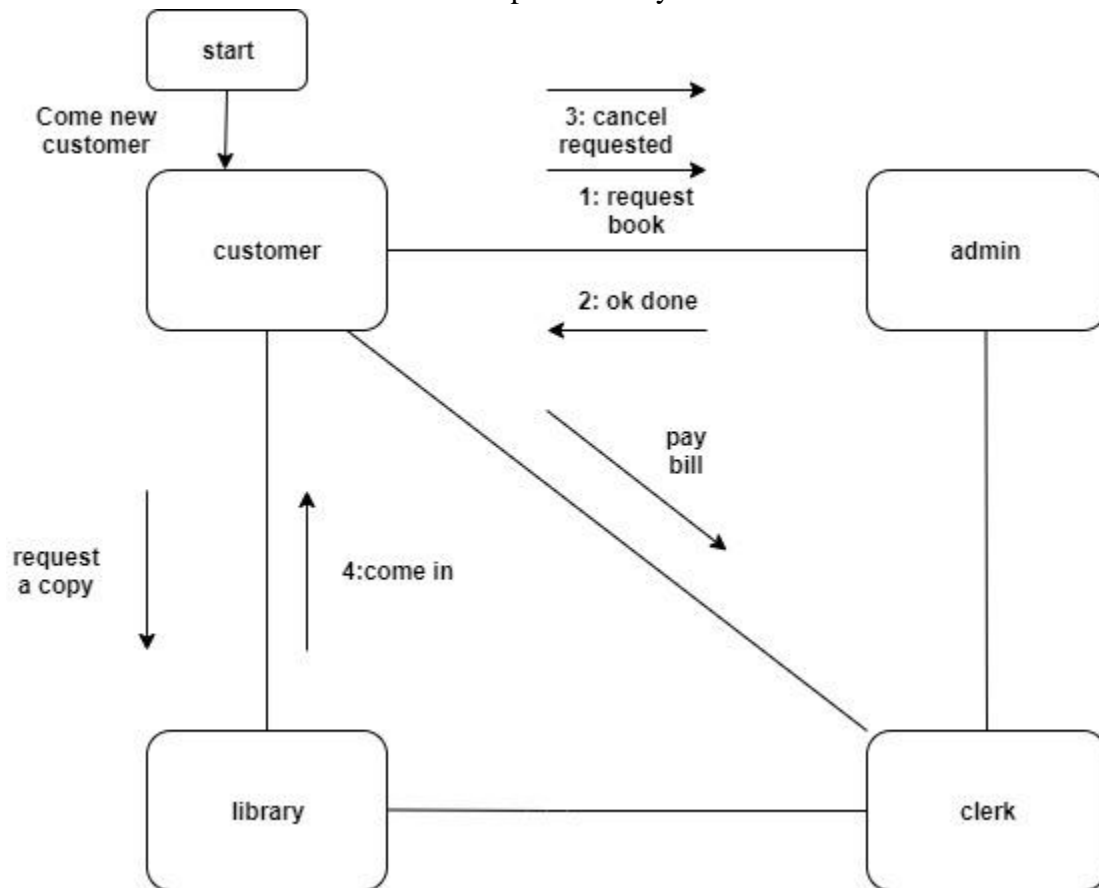 start
Come new
customer
3: cancel
requested
1: request
book
customer
admin
2: ok done
pay
bill
request
a copy
4:come in
library
clerk